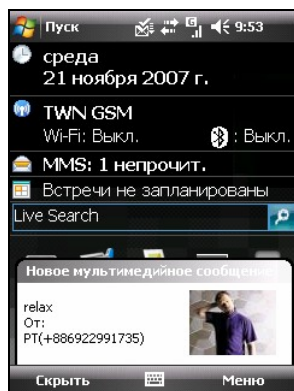 Пуск 9:53
среда
21 ноября 2007 г.
TWN GSM
Wi-Fi: Выкл. : Выкл.
MMS: 1 непрочит.
Встречи не запланированы
Live Search
Новое мультимедийное сообщение
relax
От:
PT(+886922991735)
Скрыть Меню